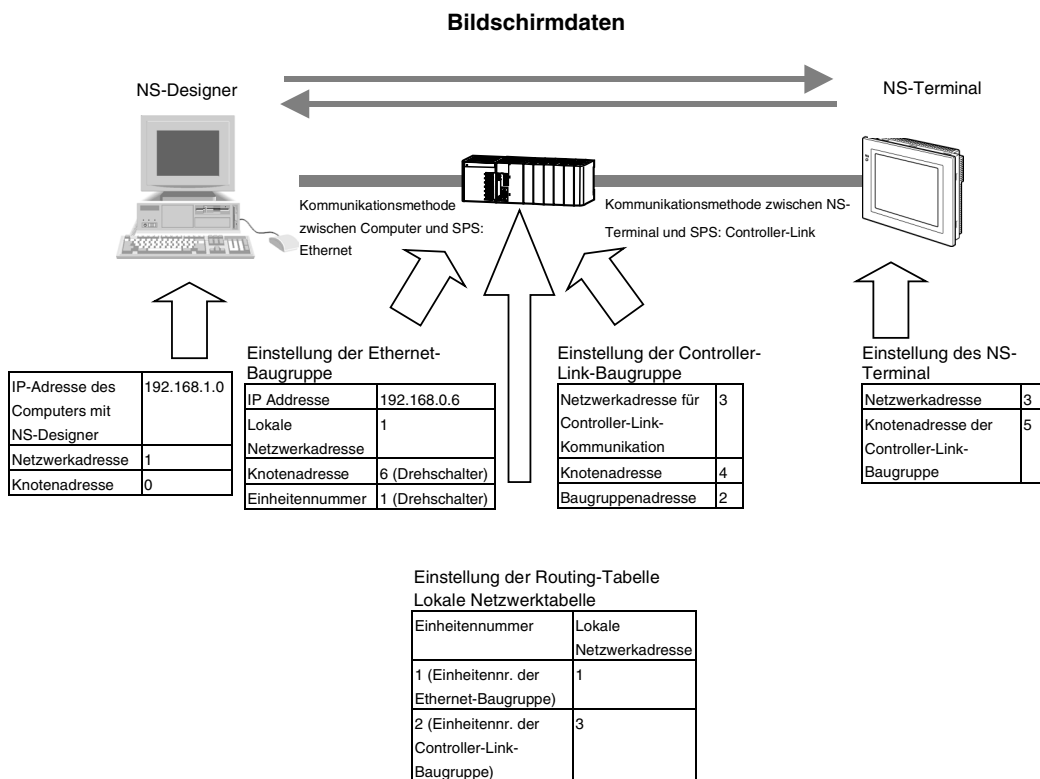 Bildschirmdaten
NS-Designer
NS-Terminal
Kommunikationsmethode
zwischen Computer und SPS:
Ethernet
Kommunikationsmethode zwischen NS-
Terminal und SPS: Controller-Link
IP-Adresse des
Computers mit
NS-Designer
192.168.1.0
Netzwerkadresse
1
Knotenadresse
0
Einstellung der Ethernet-
Baugruppe
IP Addresse
192.168.0.6
Lokale
Netzwerkadresse
1
Knotenadresse
6 (Drehschalter)
Einheitennummer
1 (Drehschalter)
Einstellung der Controller-
Link-Baugruppe
Netzwerkadresse für
Controller-Link-
Kommunikation
3
Knotenadresse
4
Baugruppenadresse
2
Einstellung des NS-
Terminal
Netzwerkadresse
3
Knotenadresse der
Controller-Link-
Baugruppe
5
Einstellung der Routing-Tabelle
Lokale Netzwerktabelle
Einheitennummer
Lokale
Netzwerkadresse
1 (Einheitennr. der
Ethernet-Baugruppe)
1
2 (Einheitennr. der
Controller-Link-
Baugruppe)
3